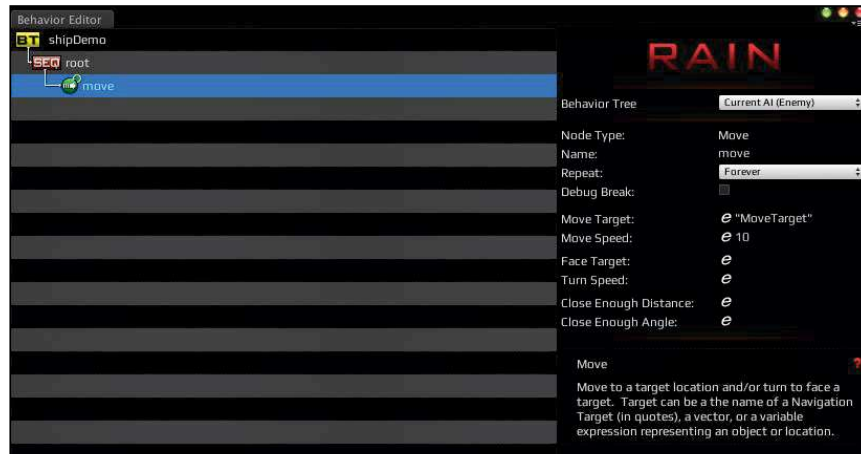 Behavior Editor
BT shipDemo
SEQ root
move
RAIN
Behavior Tree Current AI (Enemy)
Node Type: Move
Name: move
Repeat: Forever
Debug Break:
Move Target: e "MoveTarget"
Move Speed: e 10
Face Target: e
Turn Speed: e
Close Enough Distance: e
Close Enough Angle: e
Move ?
Move to a target location and/or turn to face a
target. Target can be a the name of a Navigation
Target (in quotes), a vector, or a variable
expression representing an object or location.